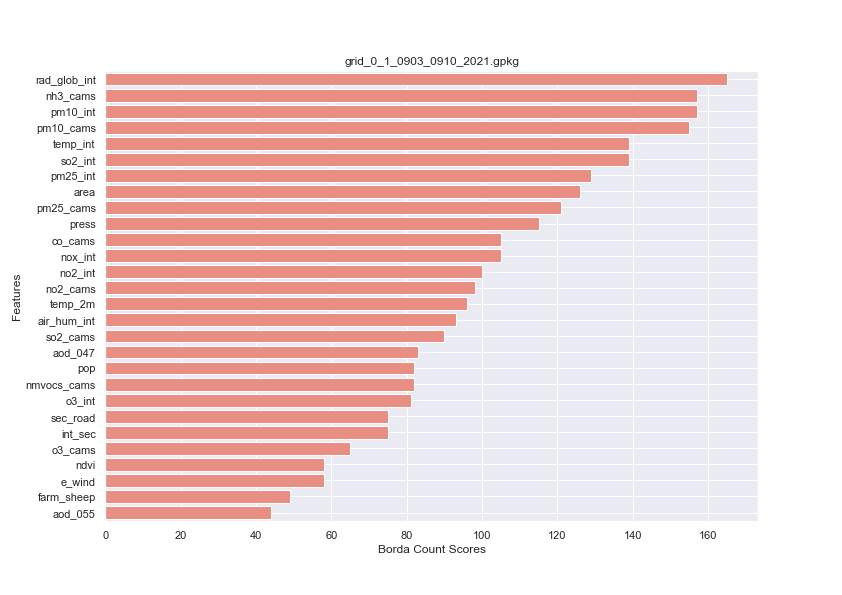 grid_0_1_0903_0910_2021.gpkg
rad_glob_int
nh3_cams
pm10_int
pm10_cams
temp_int
so2_int
pm25_int
area
pm25_cams
press
co_cams
nox_int
no2_int
no2_cams
temp_2m
air_hum_int
so2_cams
aod_047
pop
nmvocs_cams
o3_int
sec_road
int_sec
o3_cams
ndvi
e_wind
farm_sheep
aod_055
Features
0 20 40 60 80 100 120 140 160
Borda Count Scores